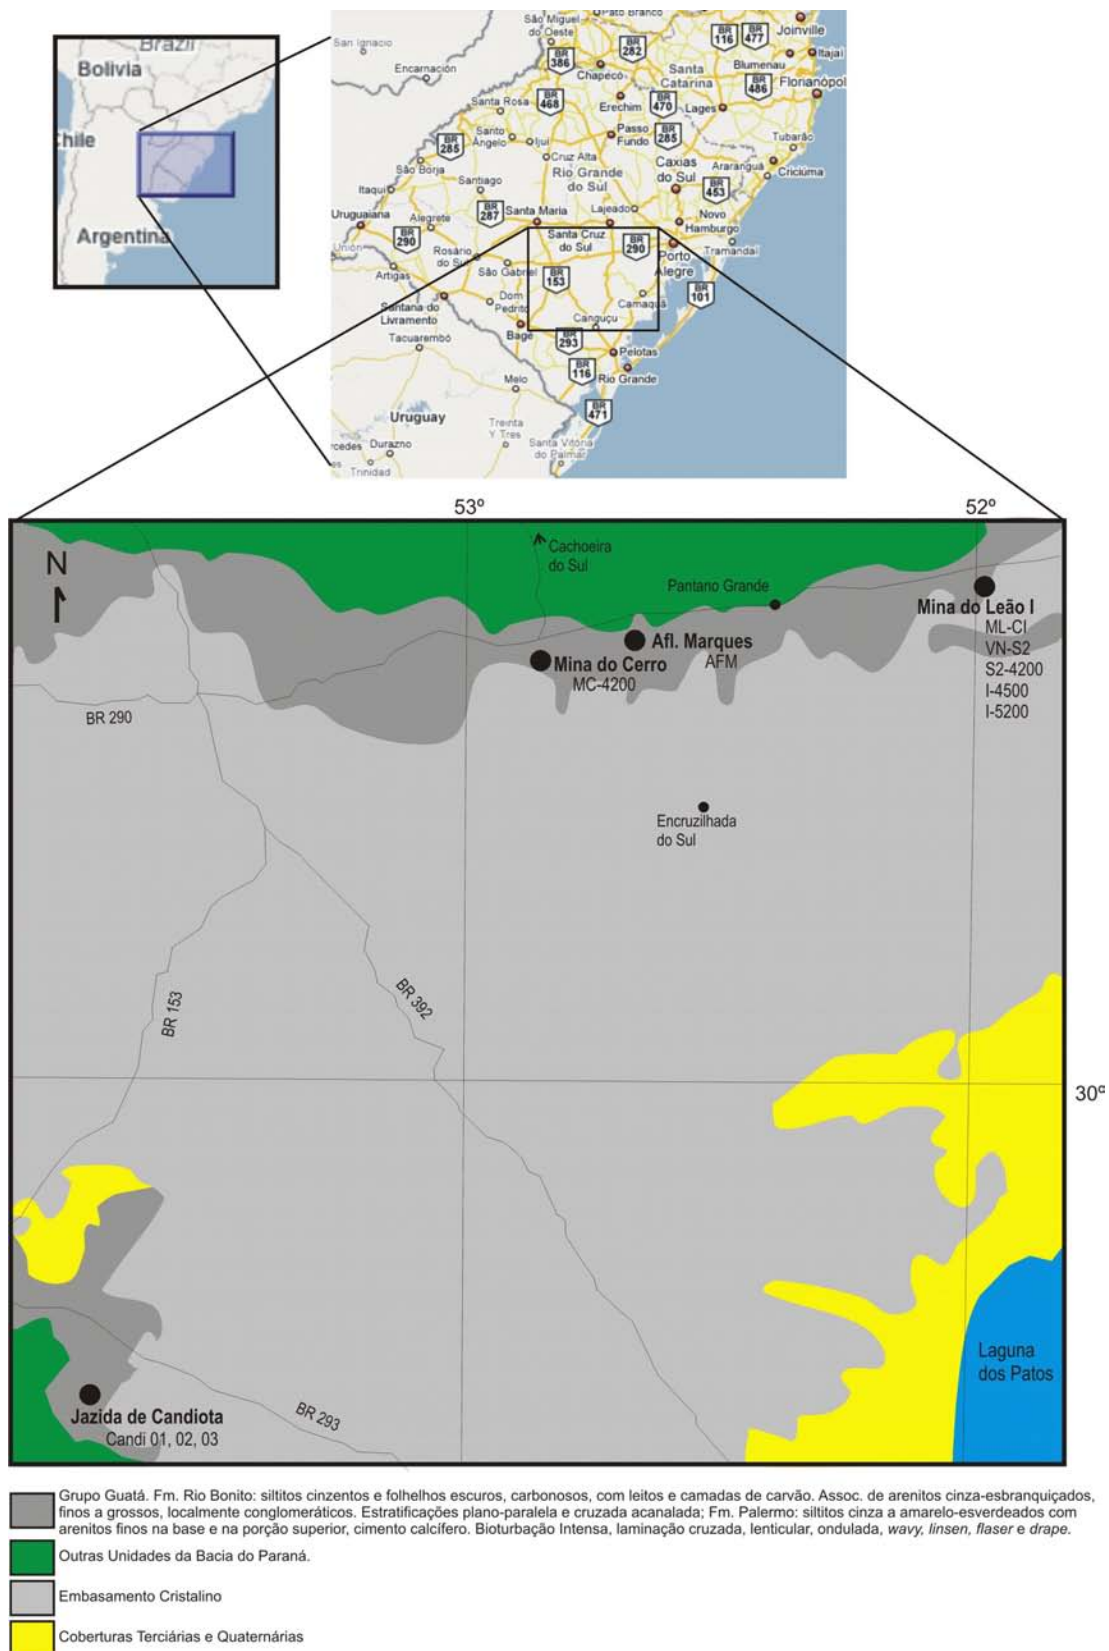 Brazil
Bolivia
Chile
Argentina
São Miguel
do Oeste
Pato Branco
BR
116
BR
477
Joinville
San Ignacio
BR
386
BR
282
Itajaí
Encarnación
Chapecó
Blumenau
Santa
Catarina
BR
486
Florianópol
Santa Rosa
BR
468
Erechim
BR
470
Lages
BR
285
Santo
Ângelo
Ijuí
Passo
Fundo
BR
285
Tubarão
São Borja
Cruz Alta
Caxias
do Sul
Araranguá
Criciúma
Rio Grande
do Sul
Itaqui
Santiago
BR
453
Uruguaiana
Alegrete
BR
287
Santa Maria
Lajeado
Novo
Hamburgo
Santa Cruz
do Sul
BR
290
BR
290
Tramandaí
Unión
Rosário
do Sul
São Gabriel
Porto
Alegre
Artigas
BR
153
BR
101
Santana do
Livramento
Dom
Pedrito
Camaquã
Canguçu
Bagé
Tacuarembó
BR
293
Pelotas
Melo
BR
116
Rio Grande
Uruguay
Treinta
Y Tres
BR
471
rcedes
Durazno
Santa Vitória
do Palmar
Trinidad
53º
52º
N
Cachoeira
do Sul
Pantano Grande
Mina do Leão I
ML-CI
VN-S2
S2-4200
I-4500
I-5200
Afl. Marques
AFM
Mina do Cerro
MC-4200
BR 290
Encruzilhada
do Sul
BR 153
BR 392
30º
Laguna
dos Patos
Jazida de Candiota
Candi 01, 02, 03
BR 293
Grupo Guatá. Fm. Rio Bonito: siltitos cinzentos e folhelhos escuros, carbonosos, com leitos e camadas de carvão. Assoc. de arenitos cinza-esbranquiçados,
finos a grossos, localmente conglomeráticos. Estratificações plano-paralela e cruzada acanalada; Fm. Palermo: siltitos cinza a amarelo-esverdeados com
arenitos finos na base e na porção superior, cimento calcífero. Bioturbação Intensa, laminação cruzada, lenticular, ondulada, wavy, linsen, flaser e drape.
Outras Unidades da Bacia do Paraná.
Embasamento Cristalino
Coberturas Terciárias e Quaternárias